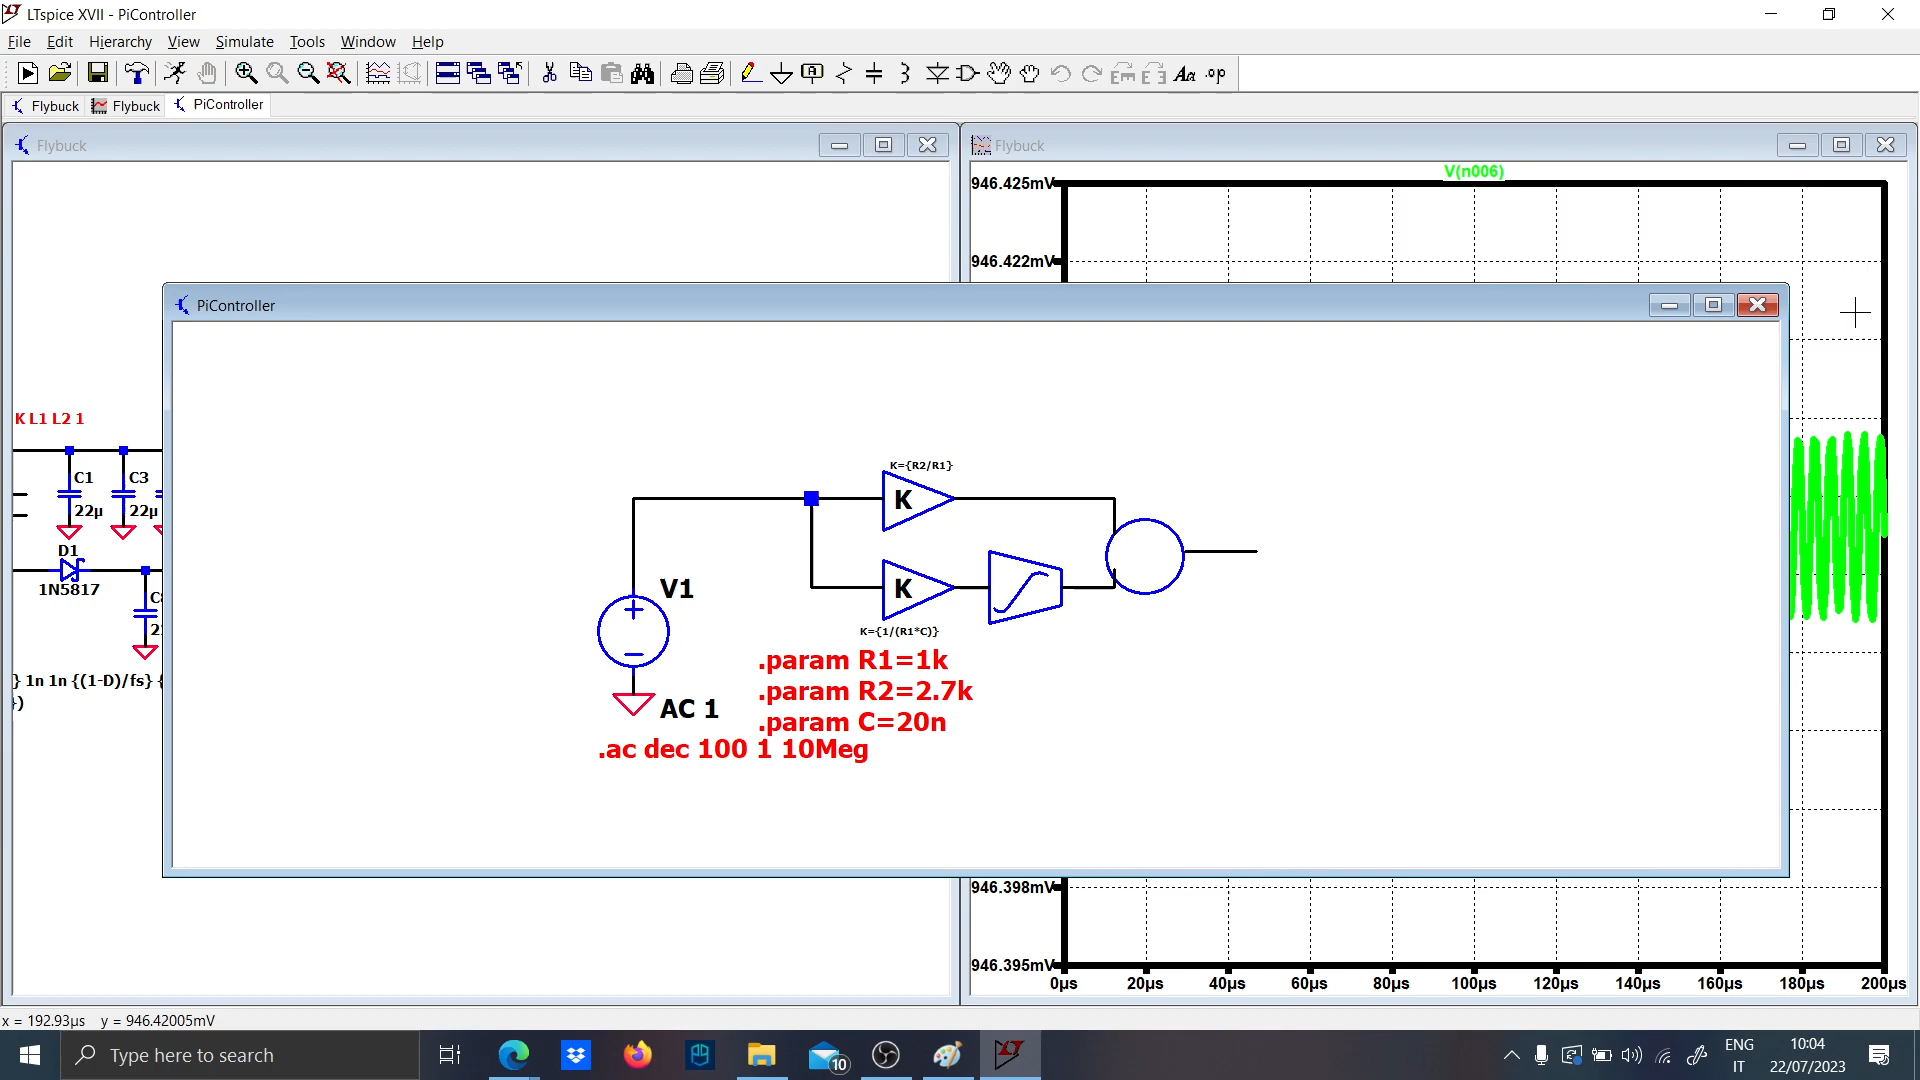 LTspice XVII - PiController
File Edit Hierarchy View Simulate Tools Window Help
Aa .op
Flybuck Flybuck PiController
Flybuck
Flybuck
V(n006)
946.425mV
946.422mV
PiController
K L1 L2 1
C1 C3
22µ 22µ
D1
1N5817
} 1n 1n {(1-D)/fs} {
})
K={R2/R1}
K
K
K={1/(R1*C)}
V1
AC 1
.param R1=1k
.param R2=2.7k
.param C=20n
.ac dec 100 1 10Meg
946.398mV
946.395mV
0µs 20µs 40µs 60µs 80µs 100µs 120µs 140µs 160µs 180µs 200µs
x = 192.93µs y = 946.42005mV
Type here to search
10
ENG
IT
10:04
22/07/2023